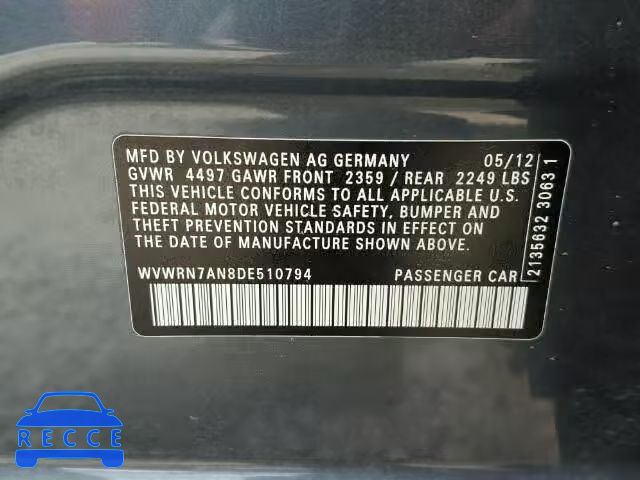 MFD BY VOLKSWAGEN AG GERMANY 05/12
GVWR 4497 GAWR FRONT 2359 / REAR 2249 LBS
THIS VEHICLE CONFORMS TO ALL APPLICABLE U.S.
FEDERAL MOTOR VEHICLE SAFETY, BUMPER AND
THEFT PREVENTION STANDARDS IN EFFECT ON
THE DATE OF MANUFACTURE SHOWN ABOVE.
WVWRN7AN8DE510794 PASSENGER CAR
2135632 30631
RECCE